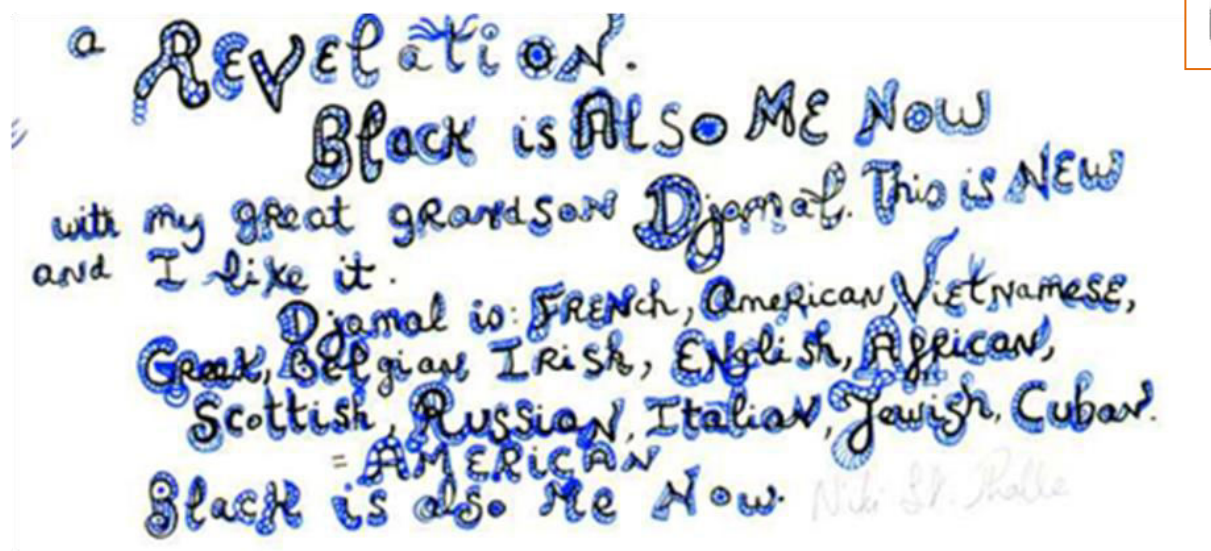 a REVElatioN.
Black is Also ME Now
with my gReat gRandSoN Djamal. This is NEW
and I like it.
Djamal is: FRENch, AmeRican, VietNamese,
Greek, Belgian IRiSh, ENgliSh, AfRican,
Scottish, Russian, Italian, Jewish, Cuban.
= AMERiCAN
Black is also Me Now.
Niki St. Phalle